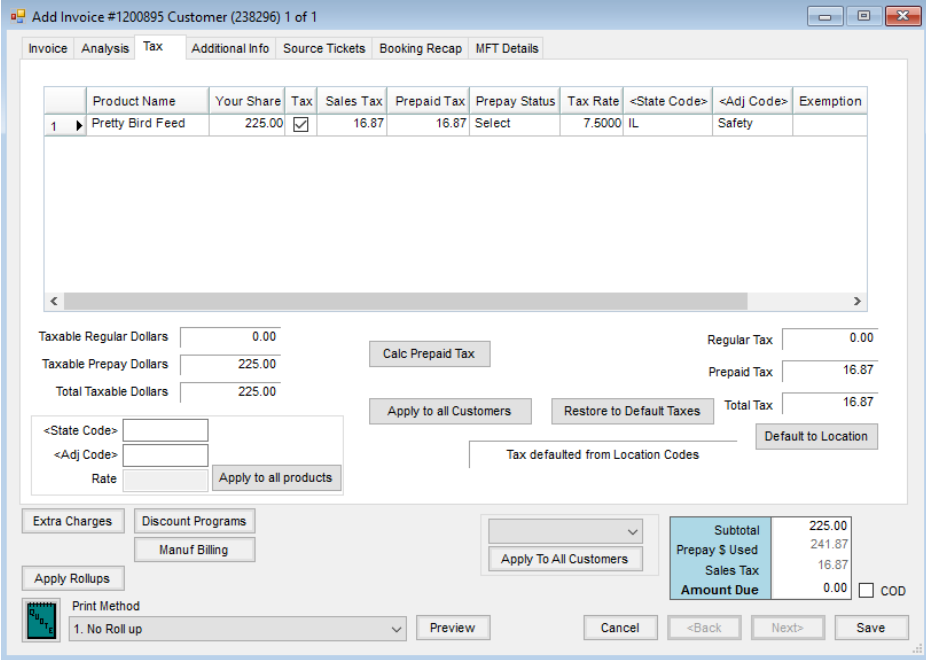 Add Invoice #1200895 Customer (238296) 1 of 1
Invoice Analysis Tax Additional Info Source Tickets Booking Recap MFT Details
Product Name Your Share Tax Sales Tax Prepaid Tax Prepay Status Tax Rate <State Code> <Adj Code> Exemption
1 Pretty Bird Feed 225.00 16.87 16.87 Select 7.5000 IL Safety
Taxable Regular Dollars 0.00
Taxable Prepay Dollars 225.00
Total Taxable Dollars 225.00
Calc Prepaid Tax
Regular Tax 0.00
Prepaid Tax 16.87
Total Tax 16.87
Apply to all Customers
Restore to Default Taxes
Default to Location
<State Code>
<Adj Code>
Rate
Apply to all products
Tax defaulted from Location Codes
Extra Charges Discount Programs
Manuf Billing
Apply To All Customers
Subtotal 225.00
Prepay $ Used 241.87
Sales Tax 16.87
Amount Due 0.00 COD
Apply Rollups
QUOTE
Print Method
1. No Roll up
Preview Cancel <Back Next> Save